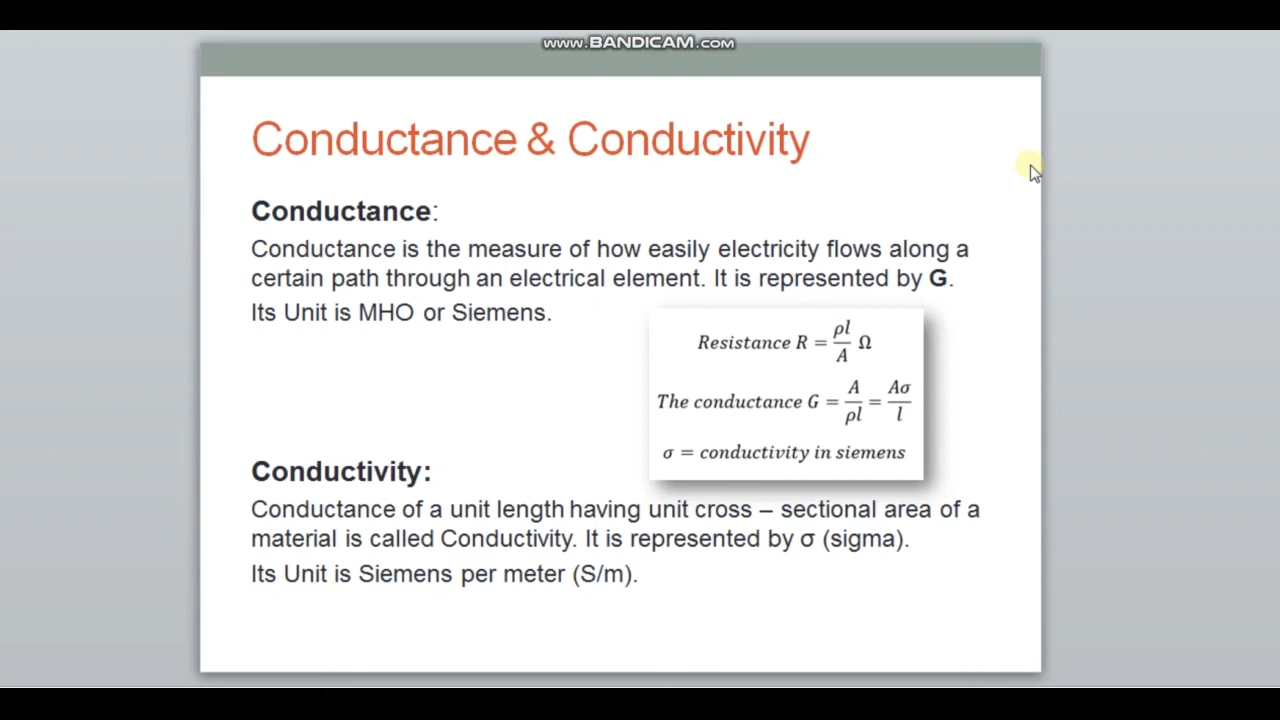 www.BANDICAM.com
Conductance & Conductivity
Conductance:
Conductance is the measure of how easily electricity flows along a
certain path through an electrical element. It is represented by G.
Its Unit is MHO or Siemens.
Resistance R = ρl/A Ω
The conductance G = A/ρl = Aσ/l
σ = conductivity in siemens
Conductivity:
Conductance of a unit length having unit cross – sectional area of a
material is called Conductivity. It is represented by σ (sigma).
Its Unit is Siemens per meter (S/m).